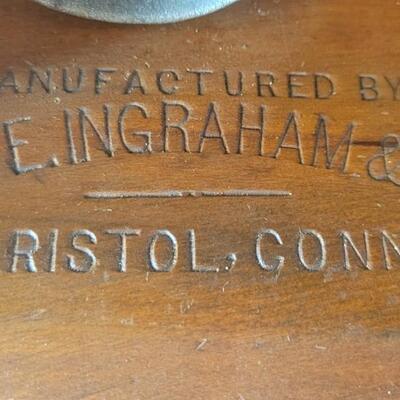 ANUFACTURED BY
E. INGRAHAM &
RISTOL, CONN